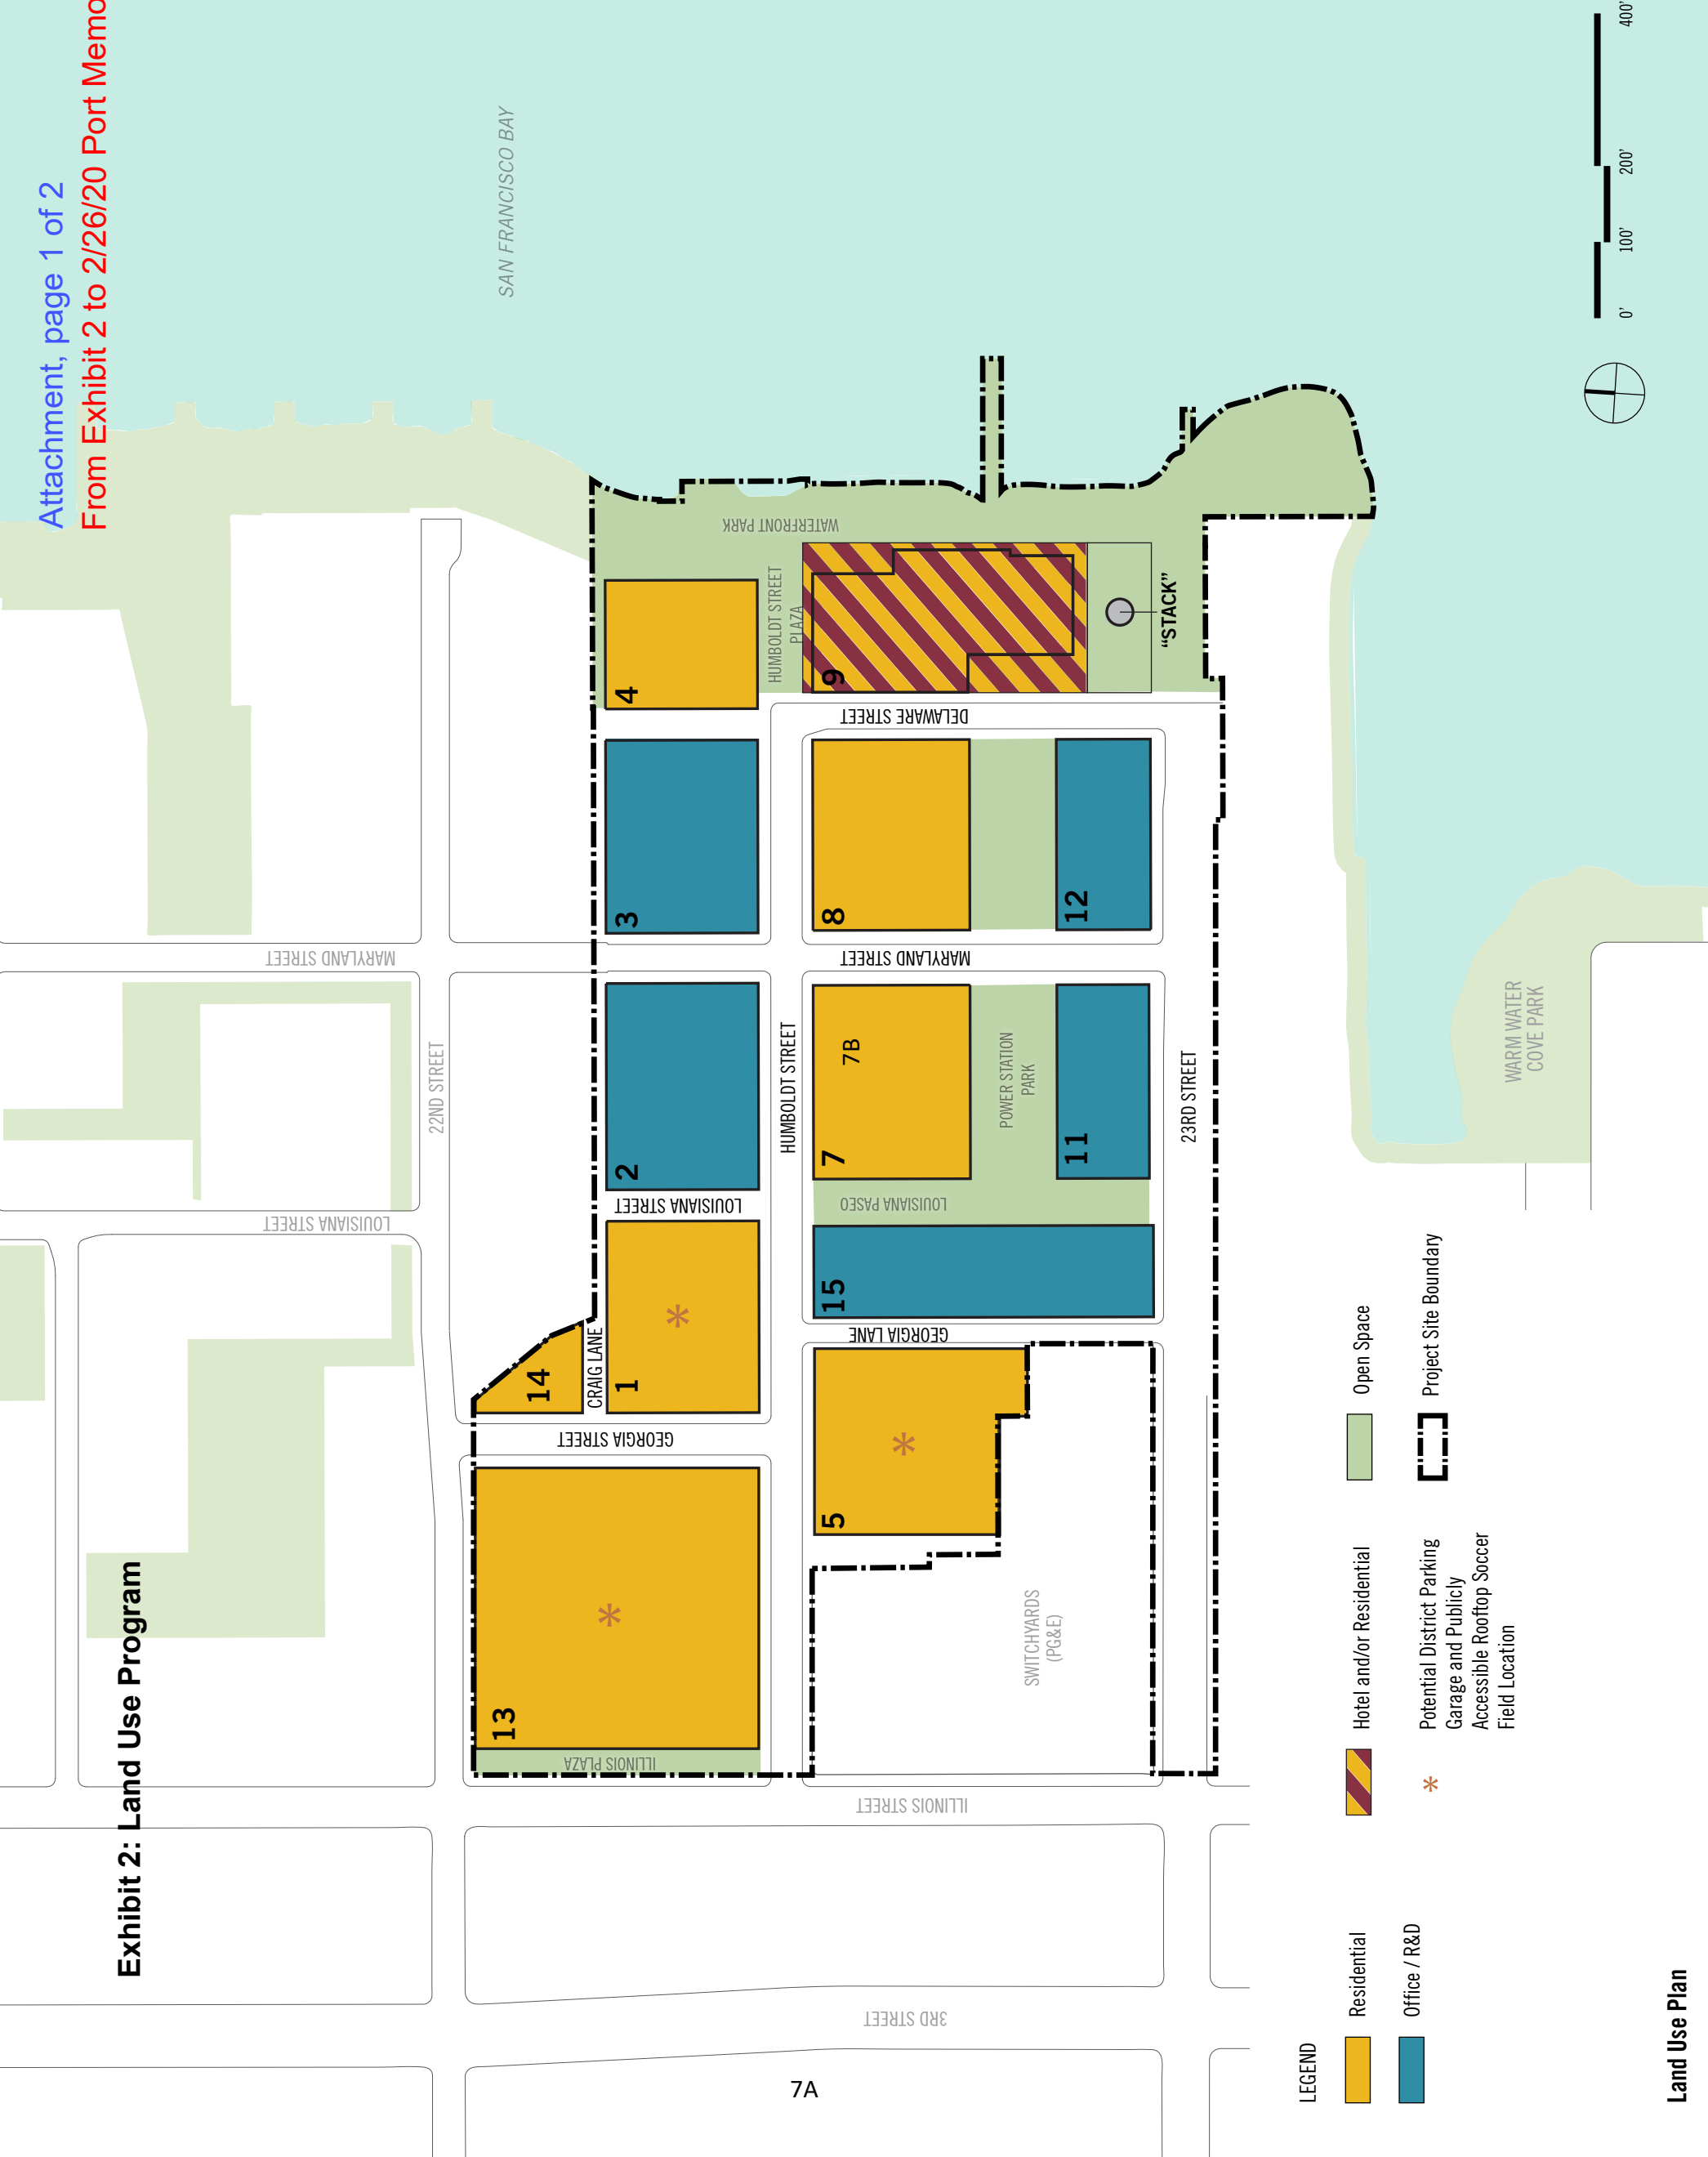 Attachment, page 1 of 2
From Exhibit 2 to 2/26/20 Port Memo
Exhibit 2: Land Use Program
SAN FRANCISCO BAY
MARYLAND STREET
LOUISIANA STREET
22ND STREET
13
ILLINOIS PLAZA
GEORGIA STREET
14
CRAIG LANE
1
LOUISIANA STREET
2
3
4
HUMBOLDT STREET
HUMBOLDT STREET
PLAZA
WATERFRONT PARK
5
GEORGIA LANE
15
LOUISIANA PASEO
7
7B
MARYLAND STREET
8
DELAWARE STREET
9
POWER STATION
PARK
11
12
"STACK"
SWITCHYARDS
(PG&E)
23RD STREET
ILLINOIS STREET
3RD STREET
7A
WARM WATER
COVE PARK
LEGEND
Residential
Office / R&D
Hotel and/or Residential
* Potential District Parking
Garage and Publicly
Accessible Rooftop Soccer
Field Location
Open Space
Project Site Boundary
0' 100' 200' 400'
Land Use Plan